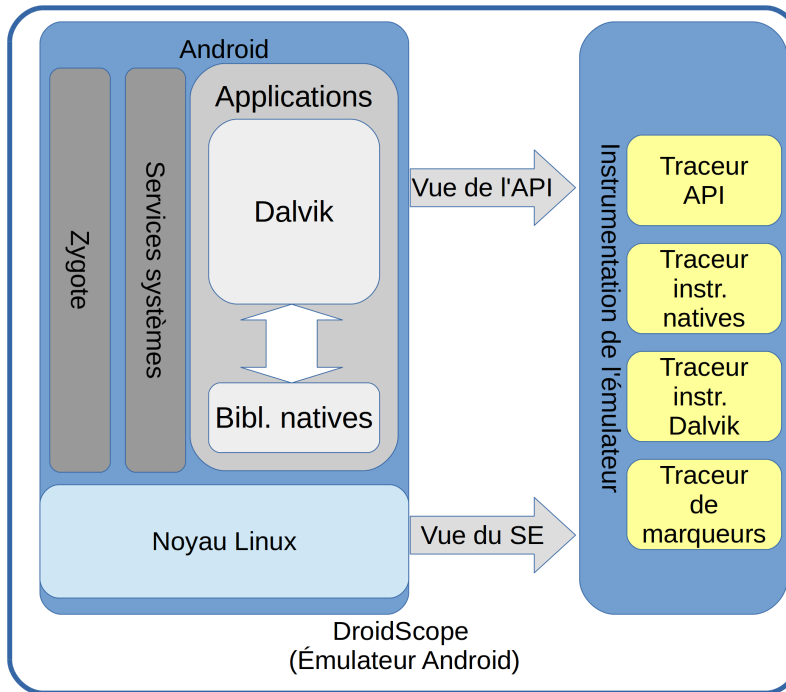 Android
Zygote
Services systèmes
Applications
Dalvik
Bibl. natives
Noyau Linux
Vue de l'API
Vue du SE
Instrumentation de l'émulateur
Traceur
API
Traceur
instr.
natives
Traceur
instr.
Dalvik
Traceur
de
marqueurs
DroidScope
(Émulateur Android)